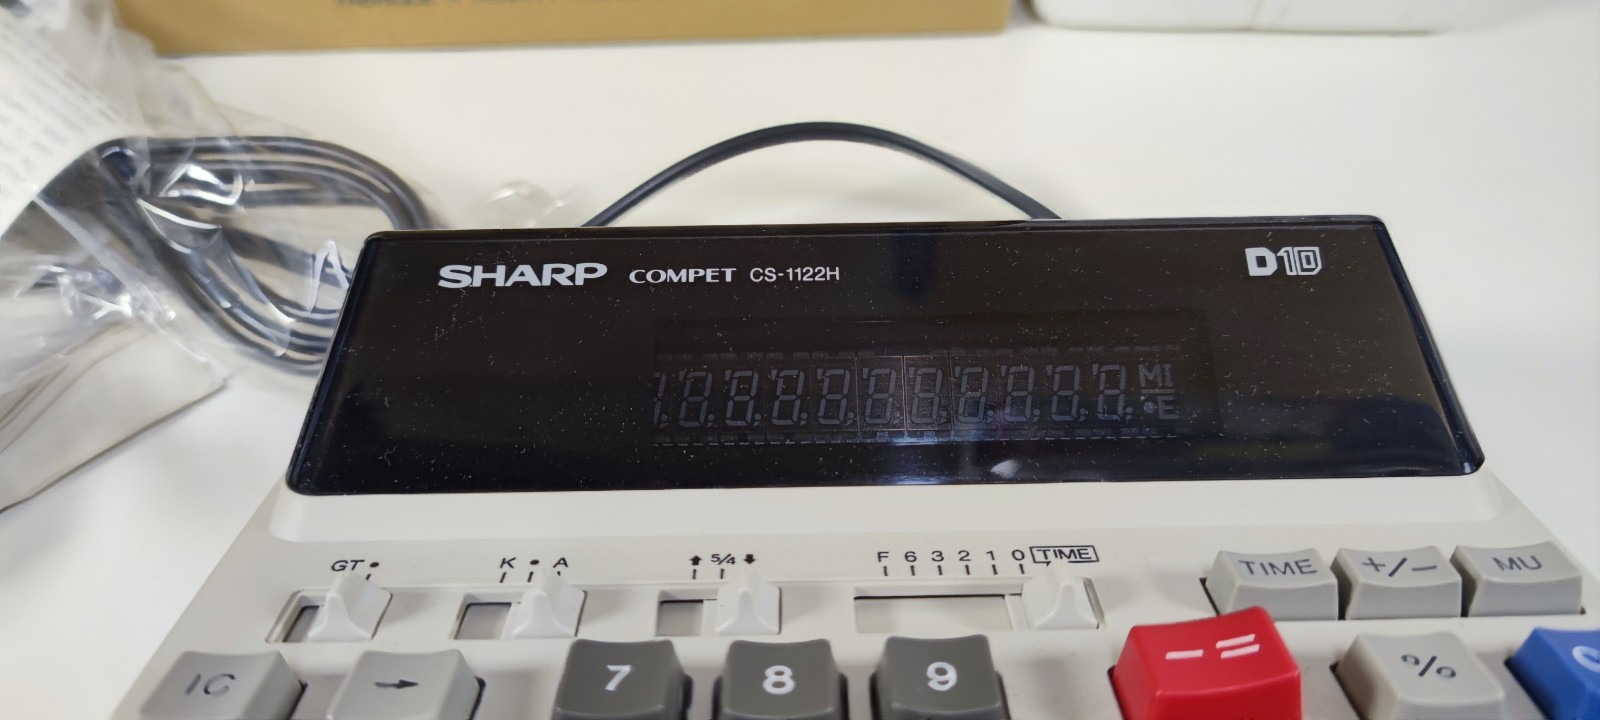 SHARP COMPET CS-1122H D10
MI
•E
GT • K • A ⬆ 5/4 ⬇ F 6 3 2 1 0 TIME
TIME +/− MU
IC → 7 8 9 − = %